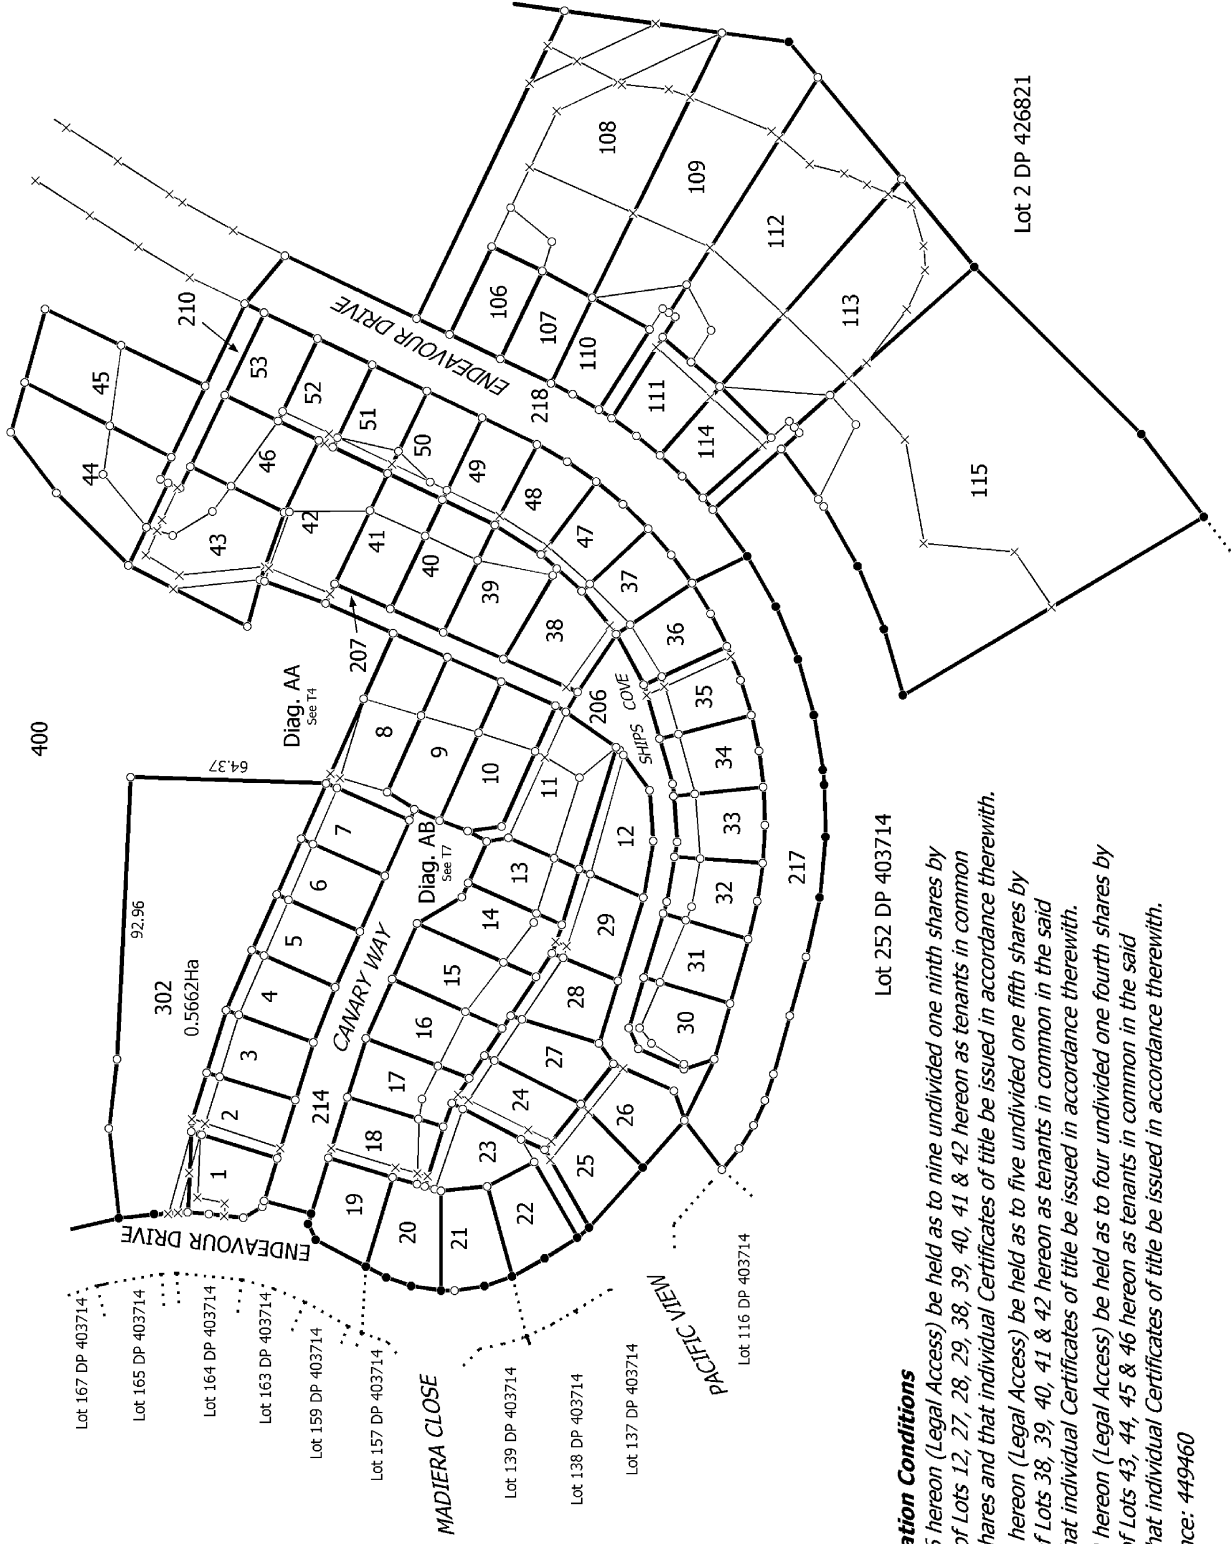 400
Diag. AA
See T4
64.37
92.96
302
0.5662Ha
210
207
206
218
214
217
44
45
53
52
51
50
49
48
47
46
43
42
41
40
39
38
37
36
35
34
33
32
31
30
108
109
106
107
110
111
112
113
114
115
8
9
10
11
12
13
14
15
16
17
18
19
20
21
22
23
24
25
26
27
28
29
7
6
5
4
3
2
1
Diag. AB
See T7
ENDEAVOUR DRIVE
ENDEAVOUR DRIVE
CANARY WAY
SHIPS COVE
PACIFIC VIEW
MADIERA CLOSE
Lot 2 DP 426821
Lot 252 DP 403714
Lot 167 DP 403714
Lot 165 DP 403714
Lot 164 DP 403714
Lot 163 DP 403714
Lot 159 DP 403714
Lot 157 DP 403714
Lot 139 DP 403714
Lot 138 DP 403714
Lot 137 DP 403714
Lot 116 DP 403714
ation Conditions
6 hereon (Legal Access) be held as to nine undivided one ninth shares by
of Lots 12, 27, 28, 29, 38, 39, 40, 41 & 42 hereon as tenants in common
hares and that individual Certificates of title be issued in accordance therewith.
hereon (Legal Access) be held as to five undivided one fifth shares by
f Lots 38, 39, 40, 41 & 42 hereon as tenants in common in the said
hat individual Certificates of title be issued in accordance therewith.
hereon (Legal Access) be held as to four undivided one fourth shares by
f Lots 43, 44, 45 & 46 hereon as tenants in common in the said
hat individual Certificates of title be issued in accordance therewith.
nce: 449460